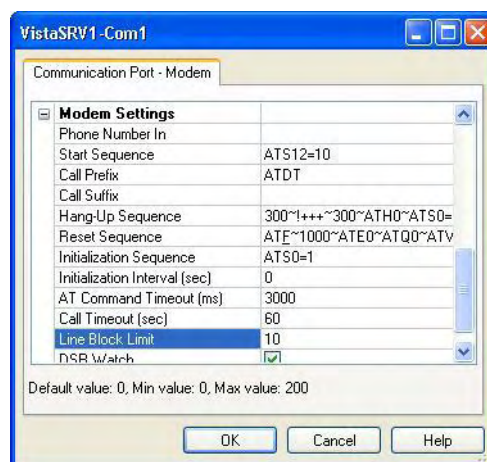 VistaSRV1-Com1
Communication Port - Modem
Modem Settings
Phone Number In
Start Sequence ATS12=10
Call Prefix ATDT
Call Suffix
Hang-Up Sequence 300~!+++~300~ATH0~ATS0=
Reset Sequence ATF~1000~ATE0~ATQ0~ATV
Initialization Sequence ATS0=1
Initialization Interval (sec) 0
AT Command Timeout (ms) 3000
Call Timeout (sec) 60
Line Block Limit 10
DSR Watch
Default value: 0, Min value: 0, Max value: 200
OK Cancel Help